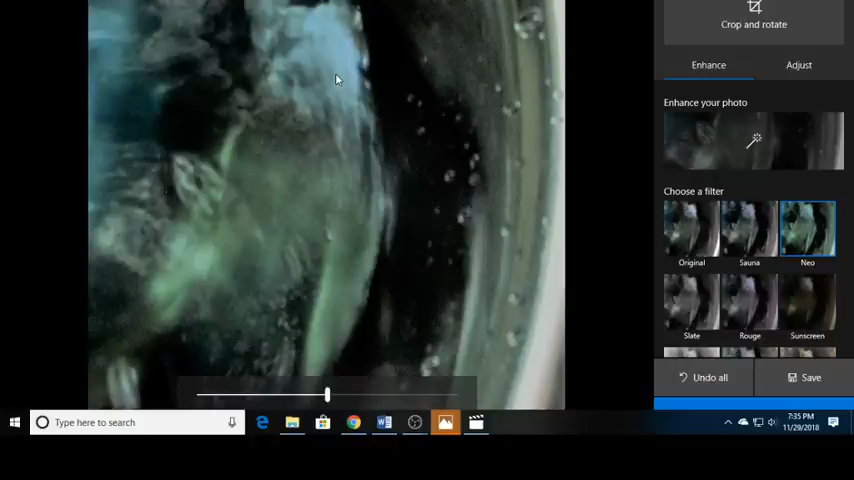 Crop and rotate
Enhance
Adjust
Enhance your photo
Choose a filter
Original
Sauna
Neo
Slate
Rouge
Sunscreen
Undo all
Save
Type here to search
7:35 PM
11/29/2018